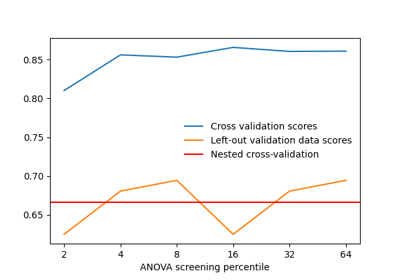 0.85
0.80
0.75
0.70
0.65
Cross validation scores
Left-out validation data scores
Nested cross-validation
2 4 8 16 32 64
ANOVA screening percentile